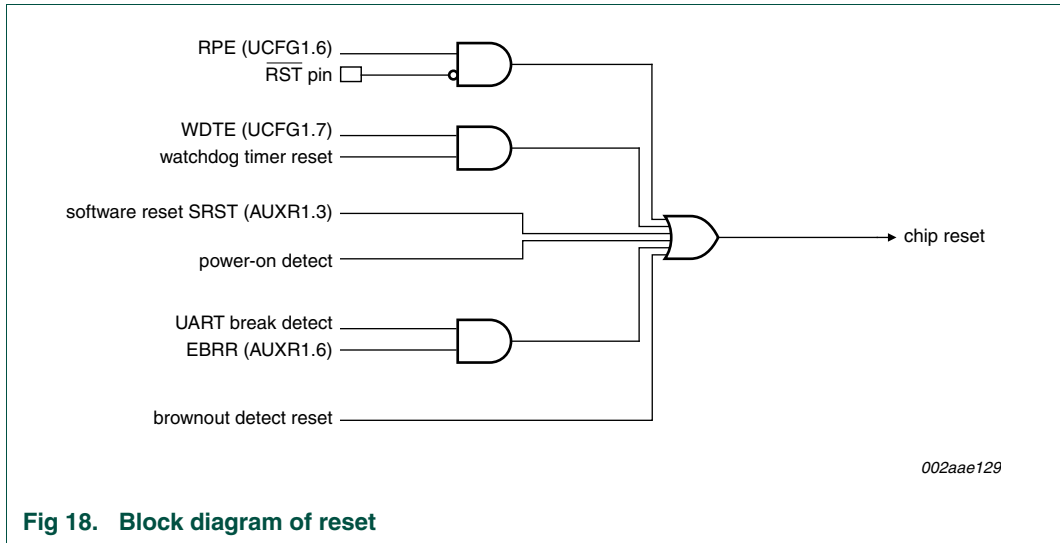 RPE (UCFG1.6)
RST pin
WDTE (UCFG1.7)
watchdog timer reset
software reset SRST (AUXR1.3)
chip reset
power-on detect
UART break detect
EBRR (AUXR1.6)
brownout detect reset
002aae129
Fig 18. Block diagram of reset